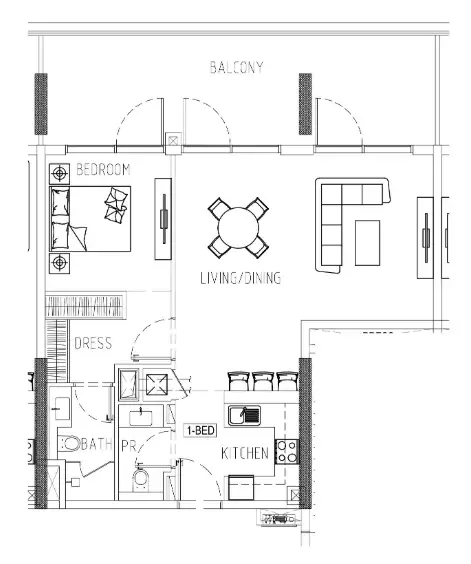 BALCONY
BEDROOM
LIVING/DINING
DRESS
1-BED
BATH
PR
KITCHEN